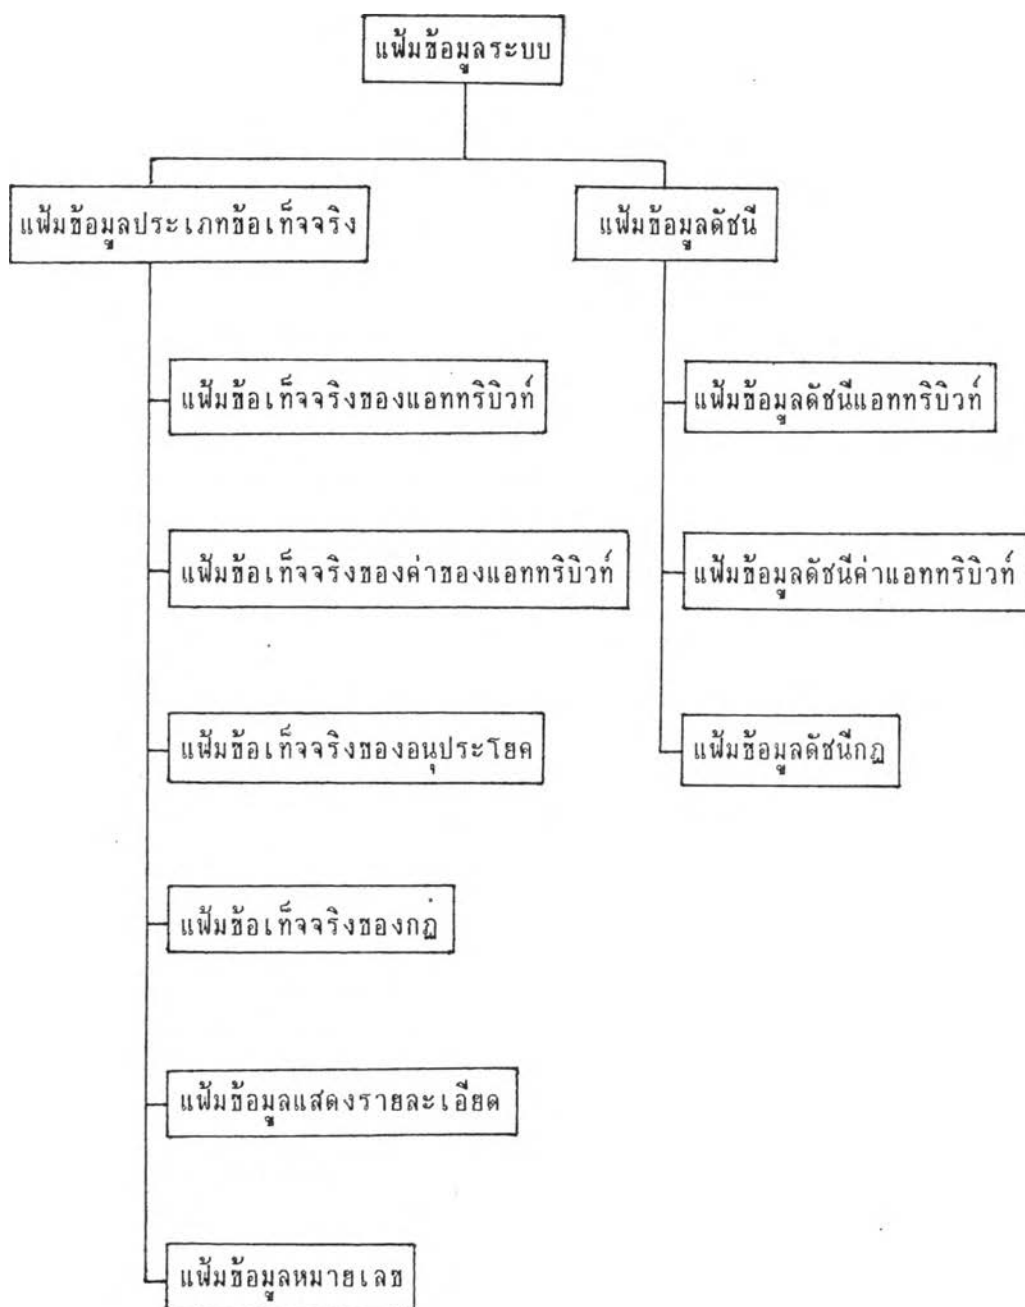 แฟ้มข้อมูลระบบ
แฟ้มข้อมูลประเภทข้อเท็จจริง
แฟ้มข้อมูลดัชนี
แฟ้มข้อเท็จจริงของแอททริบิวท์
แฟ้มข้อมูลดัชนีแอททริบิวท์
แฟ้มข้อเท็จจริงของค่าของแอททริบิวท์
แฟ้มข้อมูลดัชนีค่าแอททริบิวท์
แฟ้มข้อเท็จจริงของอนุประโยค
แฟ้มข้อมูลดัชนีกฎ
แฟ้มข้อเท็จจริงของกฎ
แฟ้มข้อมูลแสดงรายละเอียด
แฟ้มข้อมูลหมายเลข